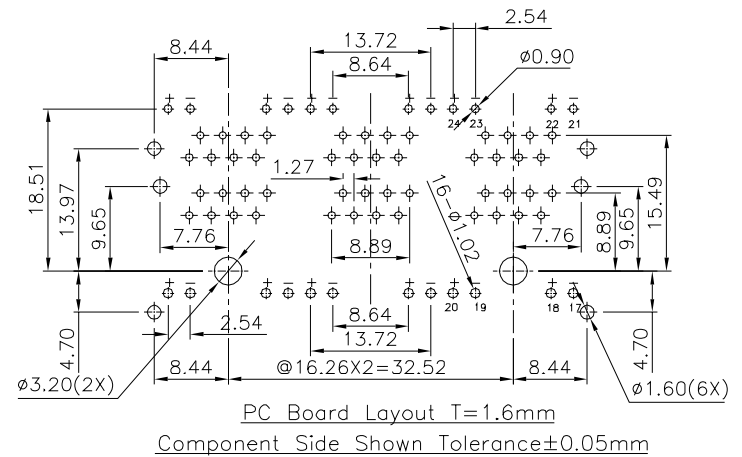 2.54
13.72
8.44
8.64
ø0.90
+ − + − + − + − + − + −
24 23 22 21
18.51
13.97
9.65
1.27
16-ø1.02
15.49
8.89
9.65
7.76
8.89
7.76
+ − + − + − + − + − + −
20 19 18 17
8.64
2.54
13.72
4.70
4.70
8.44
@16.26X2=32.52
8.44
ø3.20(2X)
ø1.60(6X)
PC Board Layout T=1.6mm
Component Side Shown Tolerance±0.05mm